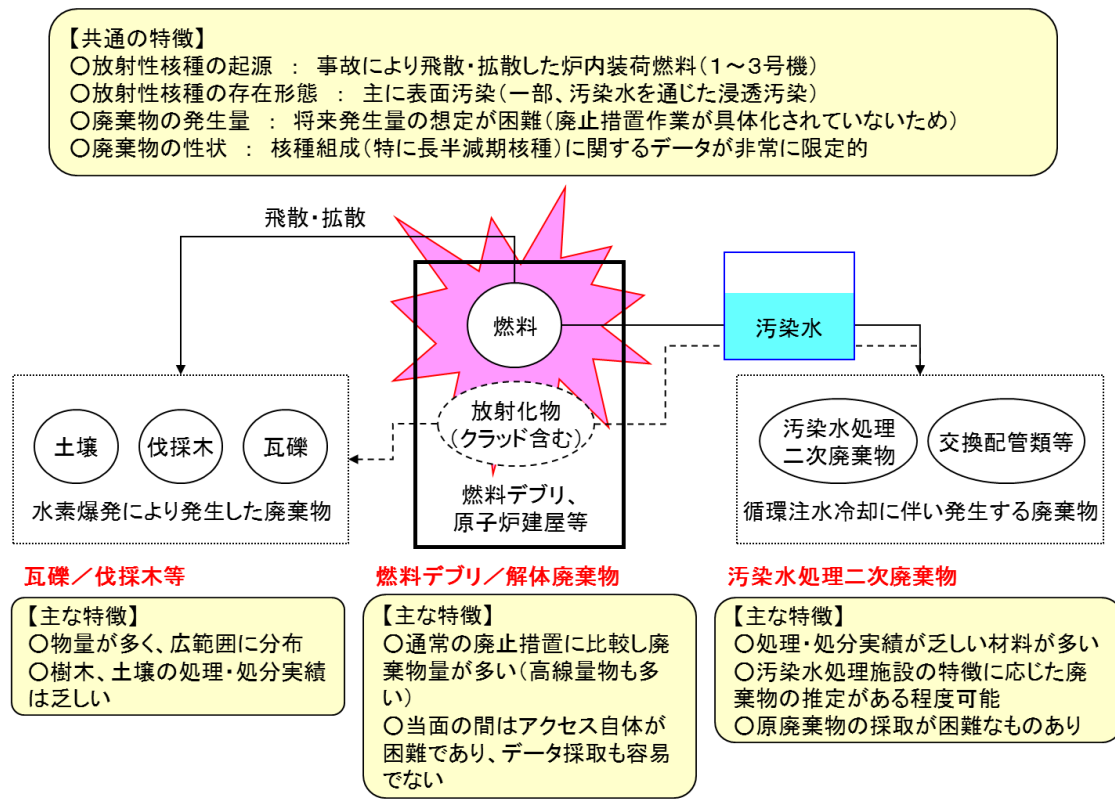 【共通の特徴】
○放射性核種の起源 : 事故により飛散・拡散した炉内装荷燃料(1～3号機)
○放射性核種の存在形態 : 主に表面汚染(一部、汚染水を通じた浸透汚染)
○廃棄物の発生量 : 将来発生量の想定が困難(廃止措置作業が具体化されていないため)
○廃棄物の性状 : 核種組成(特に長半減期核種)に関するデータが非常に限定的
飛散・拡散
燃料
汚染水
放射化物
(クラッド含む)
燃料デブリ、
原子炉建屋等
土壌
伐採木
瓦礫
水素爆発により発生した廃棄物
汚染水処理
二次廃棄物
交換配管類等
循環注水冷却に伴い発生する廃棄物
瓦礫／伐採木等
【主な特徴】
○物量が多く、広範囲に分布
○樹木、土壌の処理・処分実績
は乏しい
燃料デブリ／解体廃棄物
【主な特徴】
○通常の廃止措置に比較し廃
棄物量が多い(高線量物も多
い)
○当面の間はアクセス自体が
困難であり、データ採取も容易
でない
汚染水処理二次廃棄物
【主な特徴】
○処理・処分実績が乏しい材料が多い
○汚染水処理施設の特徴に応じた廃
棄物の推定がある程度可能
○原廃棄物の採取が困難なものあり